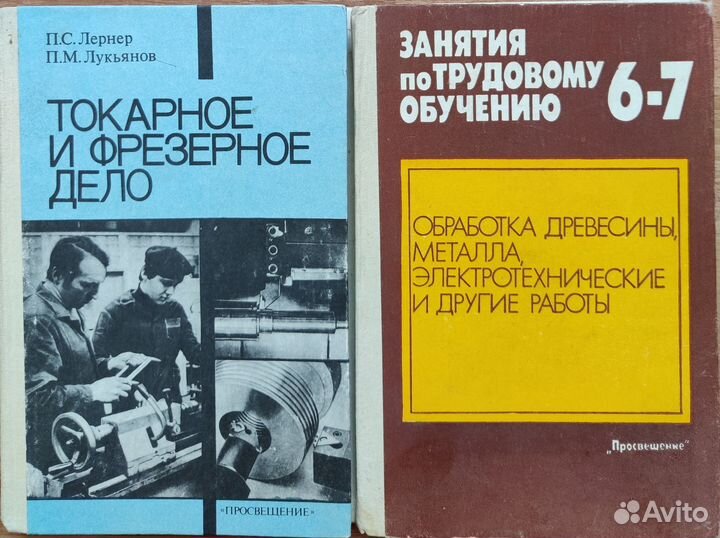 П.С. Лернер
П.М. Лукьянов
ТОКАРНОЕ
И ФРЕЗЕРНОЕ
ДЕЛО
«ПРОСВЕЩЕНИЕ»
ЗАНЯТИЯ
по ТРУДОВОМУ
ОБУЧЕНИЮ 6-7
ОБРАБОТКА ДРЕВЕСИНЫ,
МЕТАЛЛА,
ЭЛЕКТРОТЕХНИЧЕСКИЕ
И ДРУГИЕ РАБОТЫ
„Просвещение"
Avito